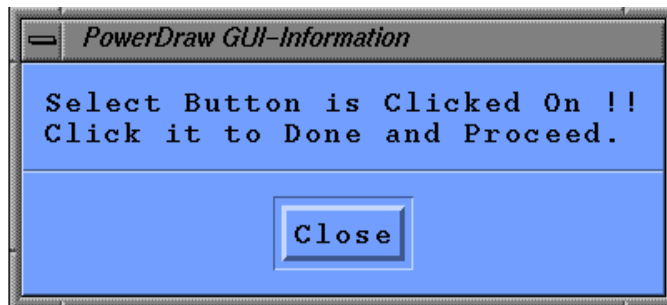 PowerDraw GUI–Information
Select Button is Clicked On !!
Click it to Done and Proceed.
Close